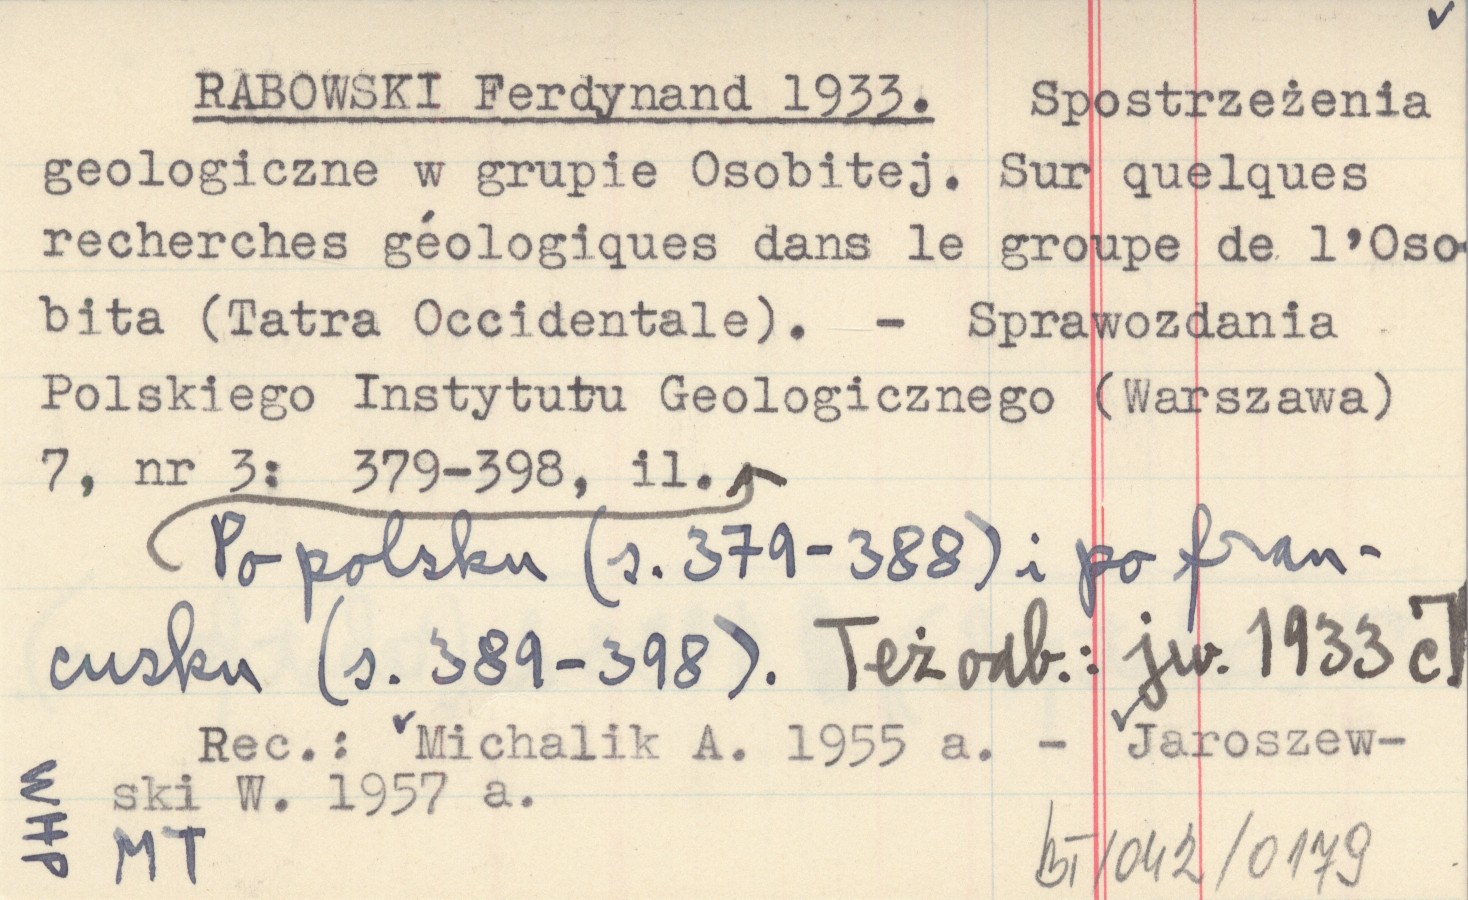 RABOWSKI Ferdynand 1933. Spostrzeżenia
geologiczne w grupie Osobitej. Sur quelques
recherches géologiques dans le groupe de l'Oso-
bita (Tatra Occidentale). - Sprawozdania
Polskiego Instytutu Geologicznego (Warszawa)
7, nr 3: 379-398, il.
Po polsku (s. 379-388) i po fran-
cusku (s. 389-398). Też odb.: jw. 1933 c]
Rec.: Michalik A. 1955 a. - Jaroszew-
ski W. 1957 a.
WHP
MT
BT/042/0179